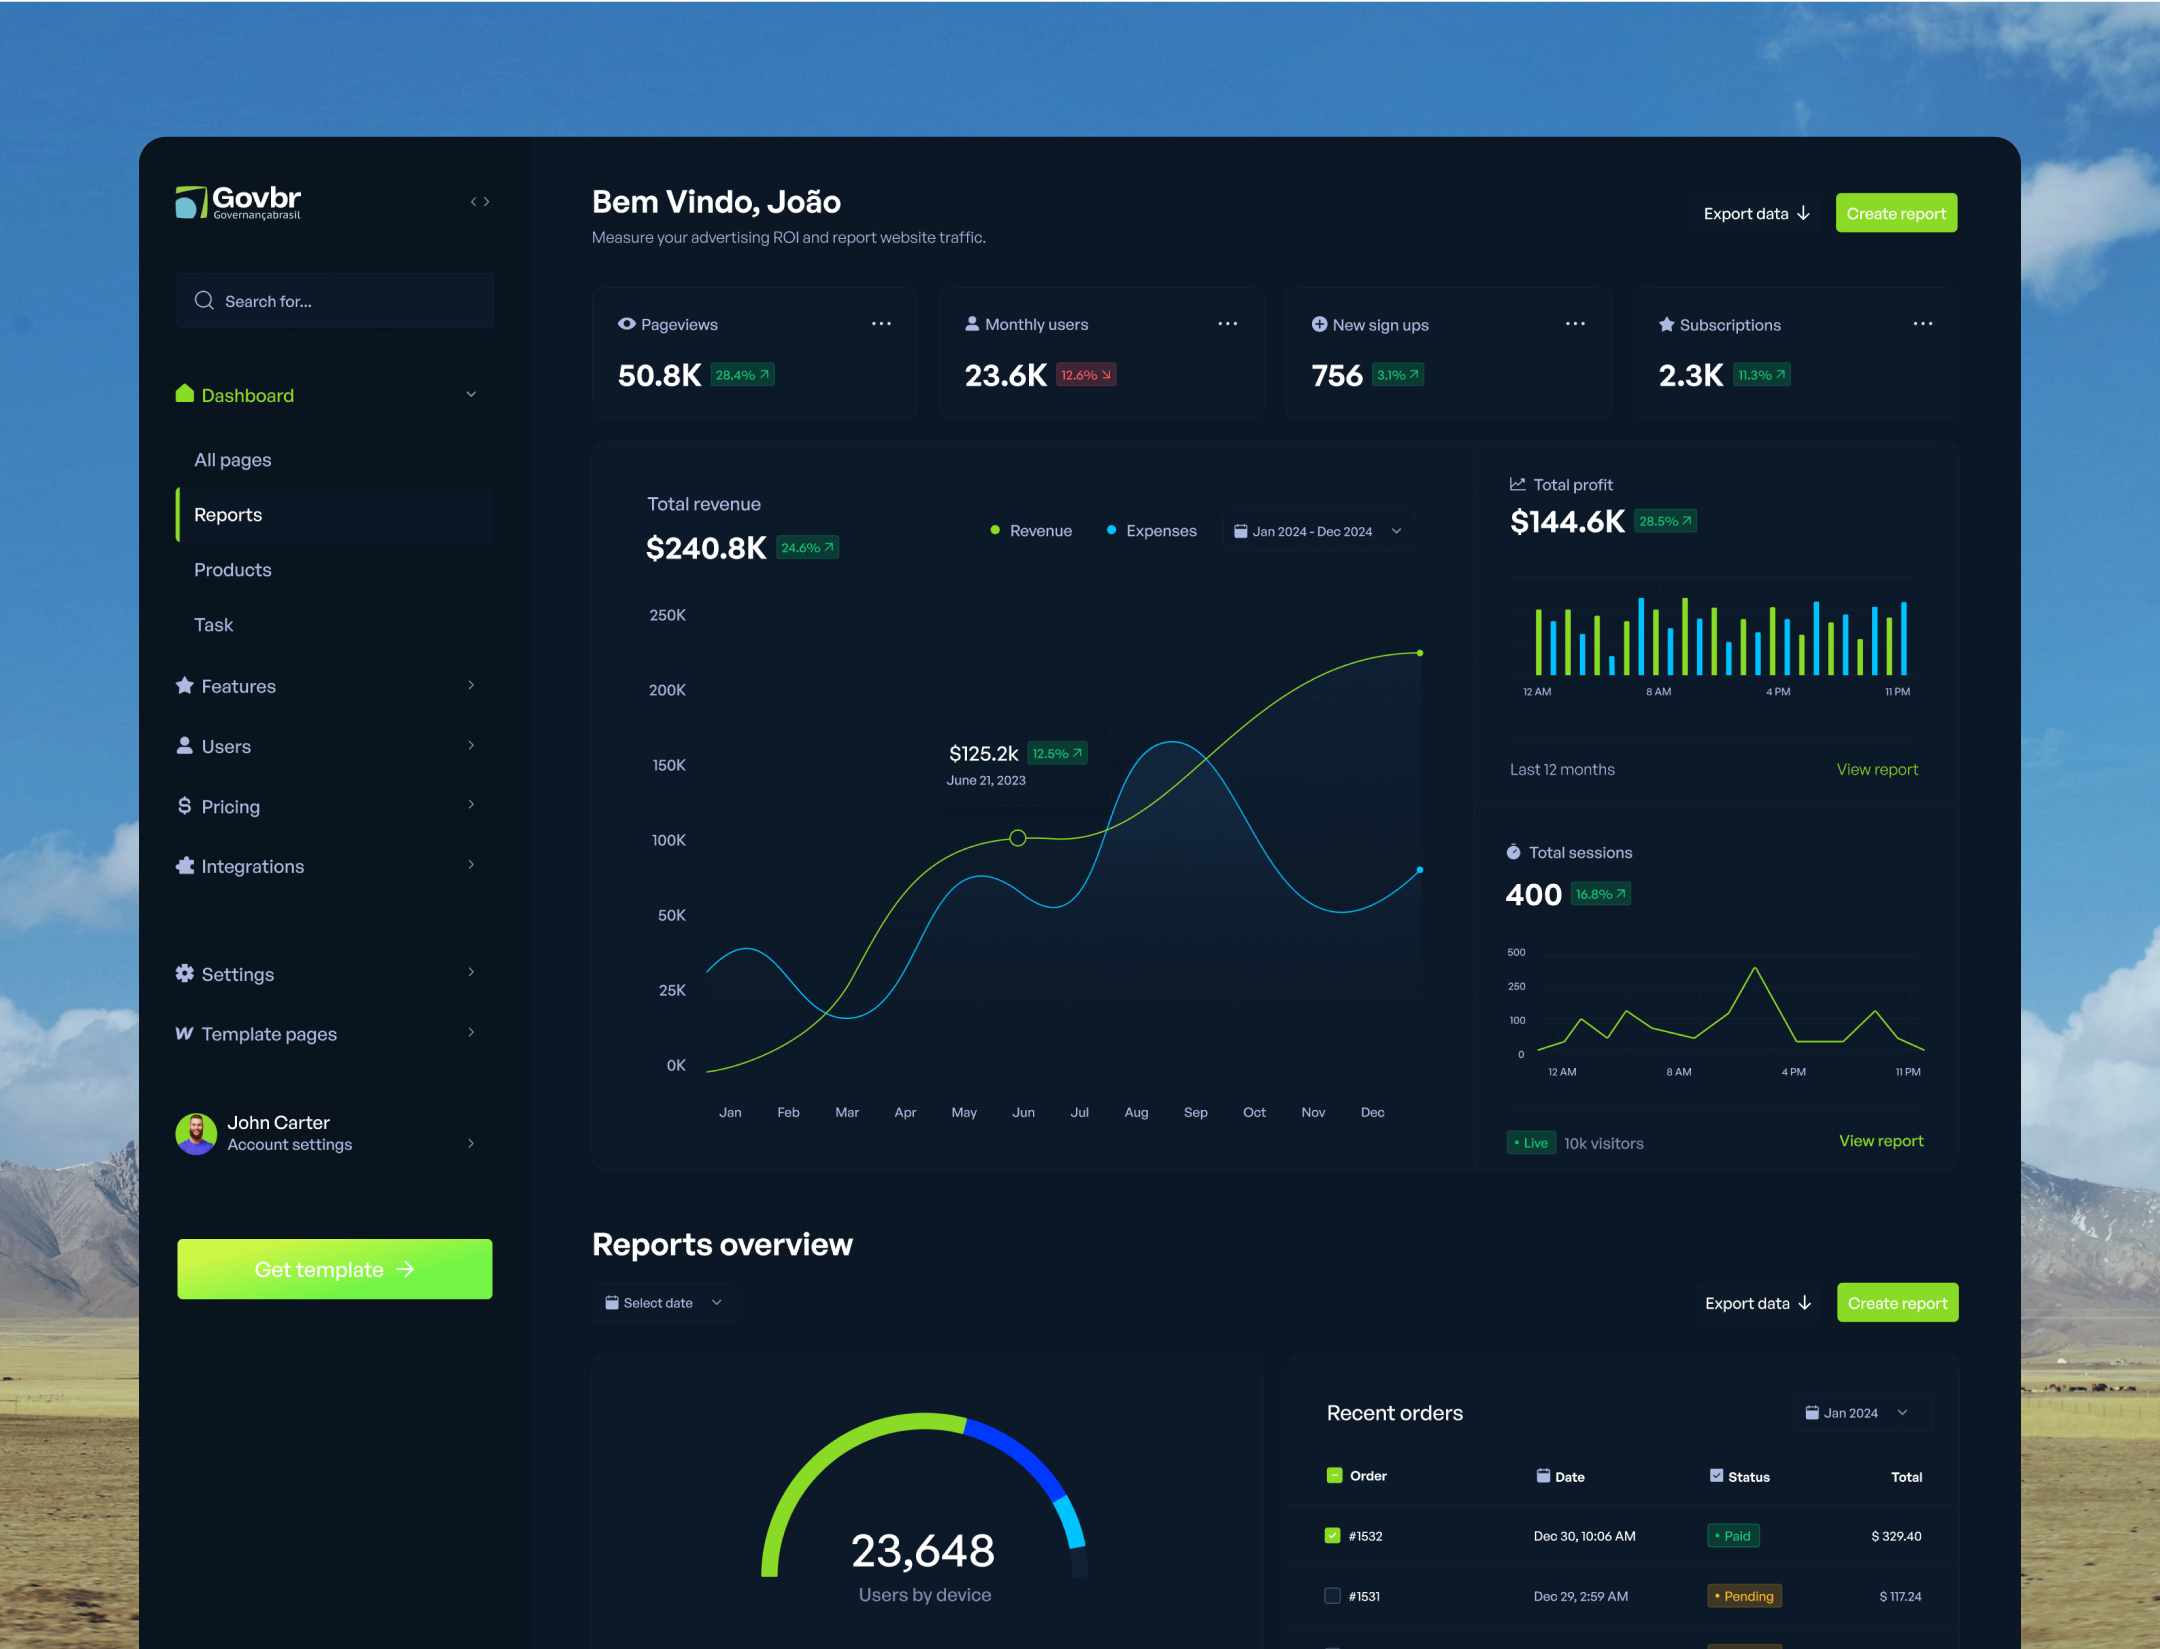 Govbr
Governançabrasil
Search for...
Dashboard
All pages
Reports
Products
Task
Features
Users
Pricing
Integrations
Settings
Template pages
John Carter
Account settings
Get template
Bem Vindo, João
Measure your advertising ROI and report website traffic.
Export data
Create report
Pageviews
50.8K 28.4%
Monthly users
23.6K 12.6%
New sign ups
756 3.1%
Subscriptions
2.3K 11.3%
Total revenue
$240.8K 24.6%
Revenue
Expenses
Jan 2024 - Dec 2024
250K
200K
150K
100K
50K
25K
0K
$125.2k 12.5%
June 21, 2023
Jan Feb Mar Apr May Jun Jul Aug Sep Oct Nov Dec
Total profit
$144.6K 28.5%
12 AM 8 AM 4 PM 11 PM
Last 12 months View report
Total sessions
400 16.8%
500
250
100
0
12 AM 8 AM 4 PM 11 PM
Live 10k visitors View report
Reports overview
Select date
Export data
Create report
23,648
Users by device
Recent orders
Jan 2024
Order Date Status Total
#1532 Dec 30, 10:06 AM Paid $ 329.40
#1531 Dec 29, 2:59 AM Pending $ 117.24